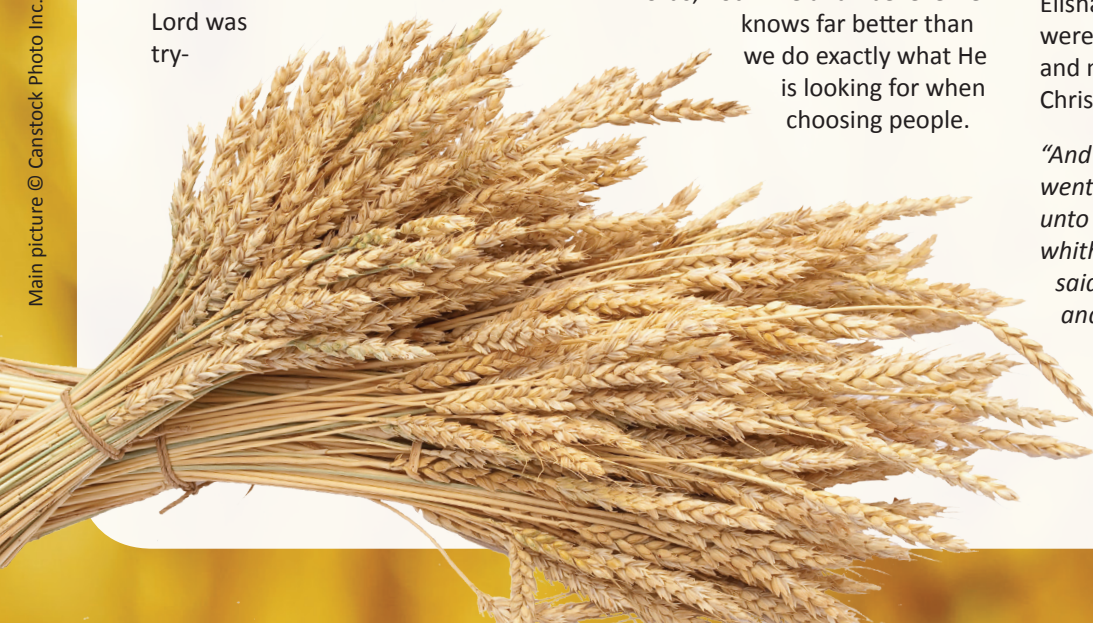 Main picture © Canstock Photo Inc.
Lord was
try-
knows far better than
we do exactly what He
is looking for when
choosing people.
were
and
Chris
“And
went
unto
whith
said
and